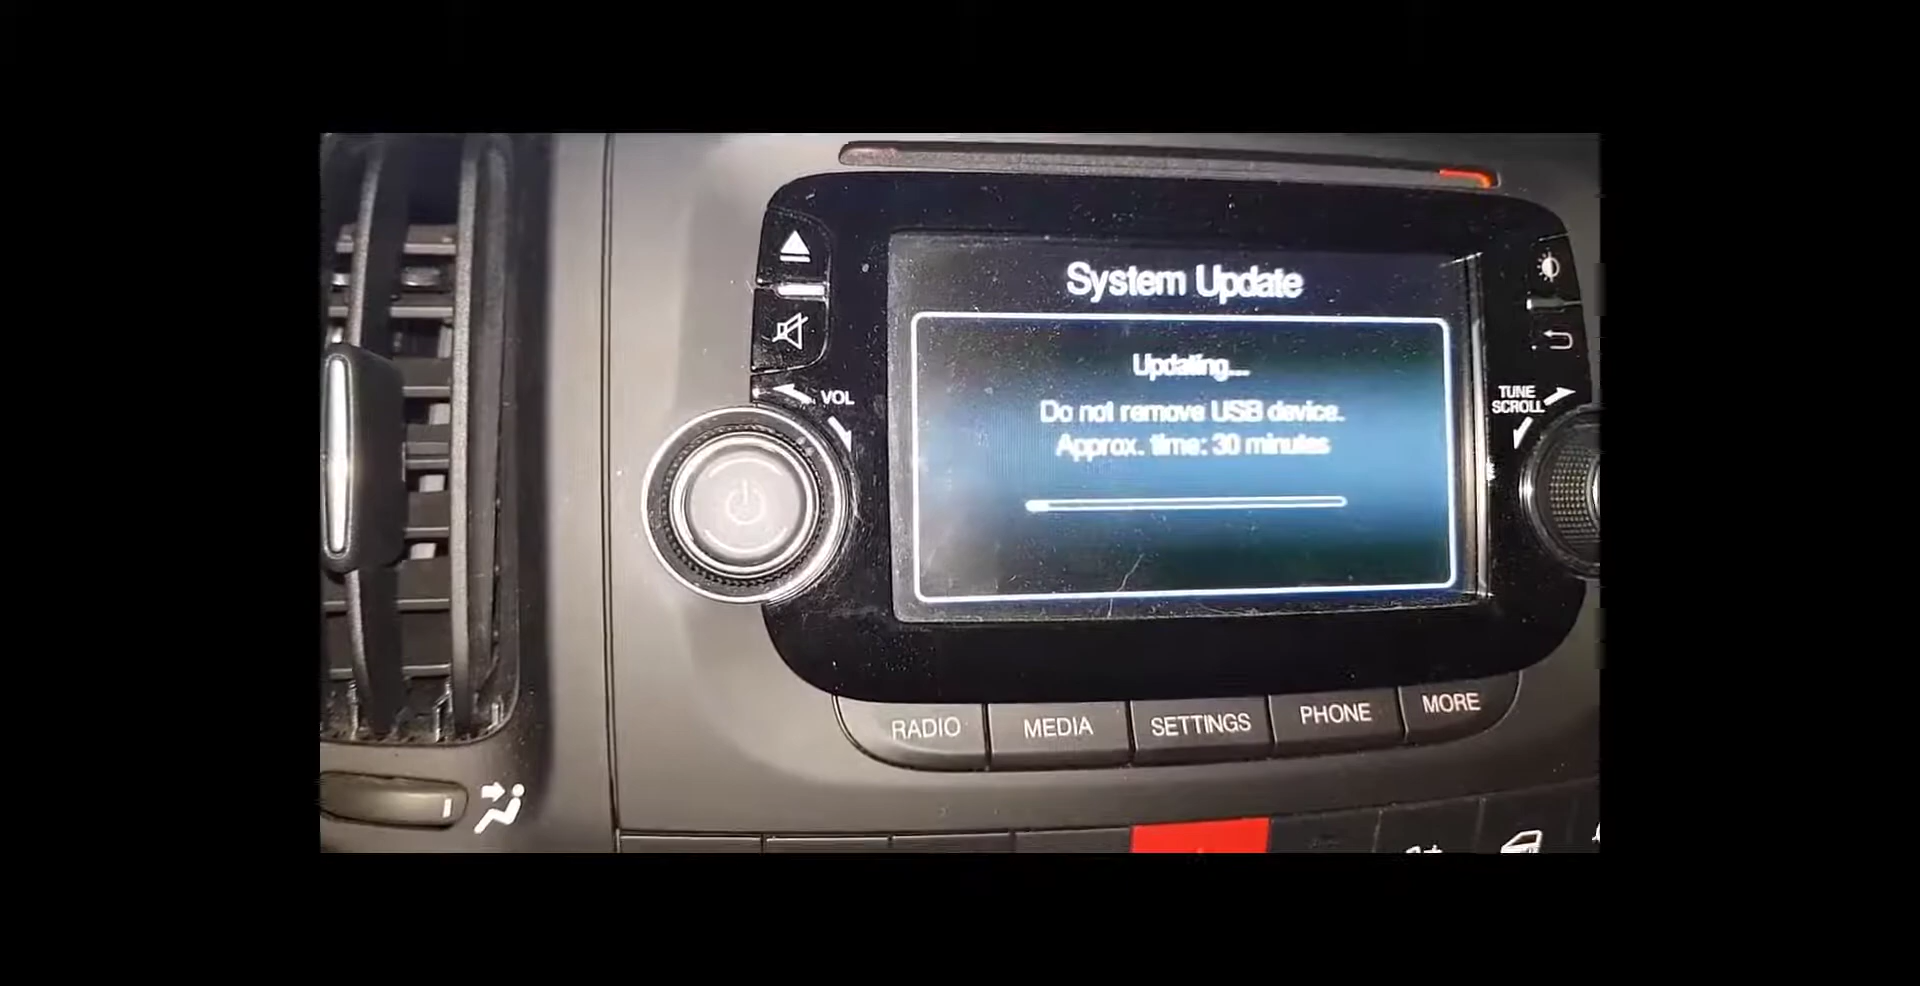 System Update
Updating...
Do not remove USB device.
Approx. time: 30 minutes
VOL
TUNE
SCROLL
RADIO
MEDIA
SETTINGS
PHONE
MORE